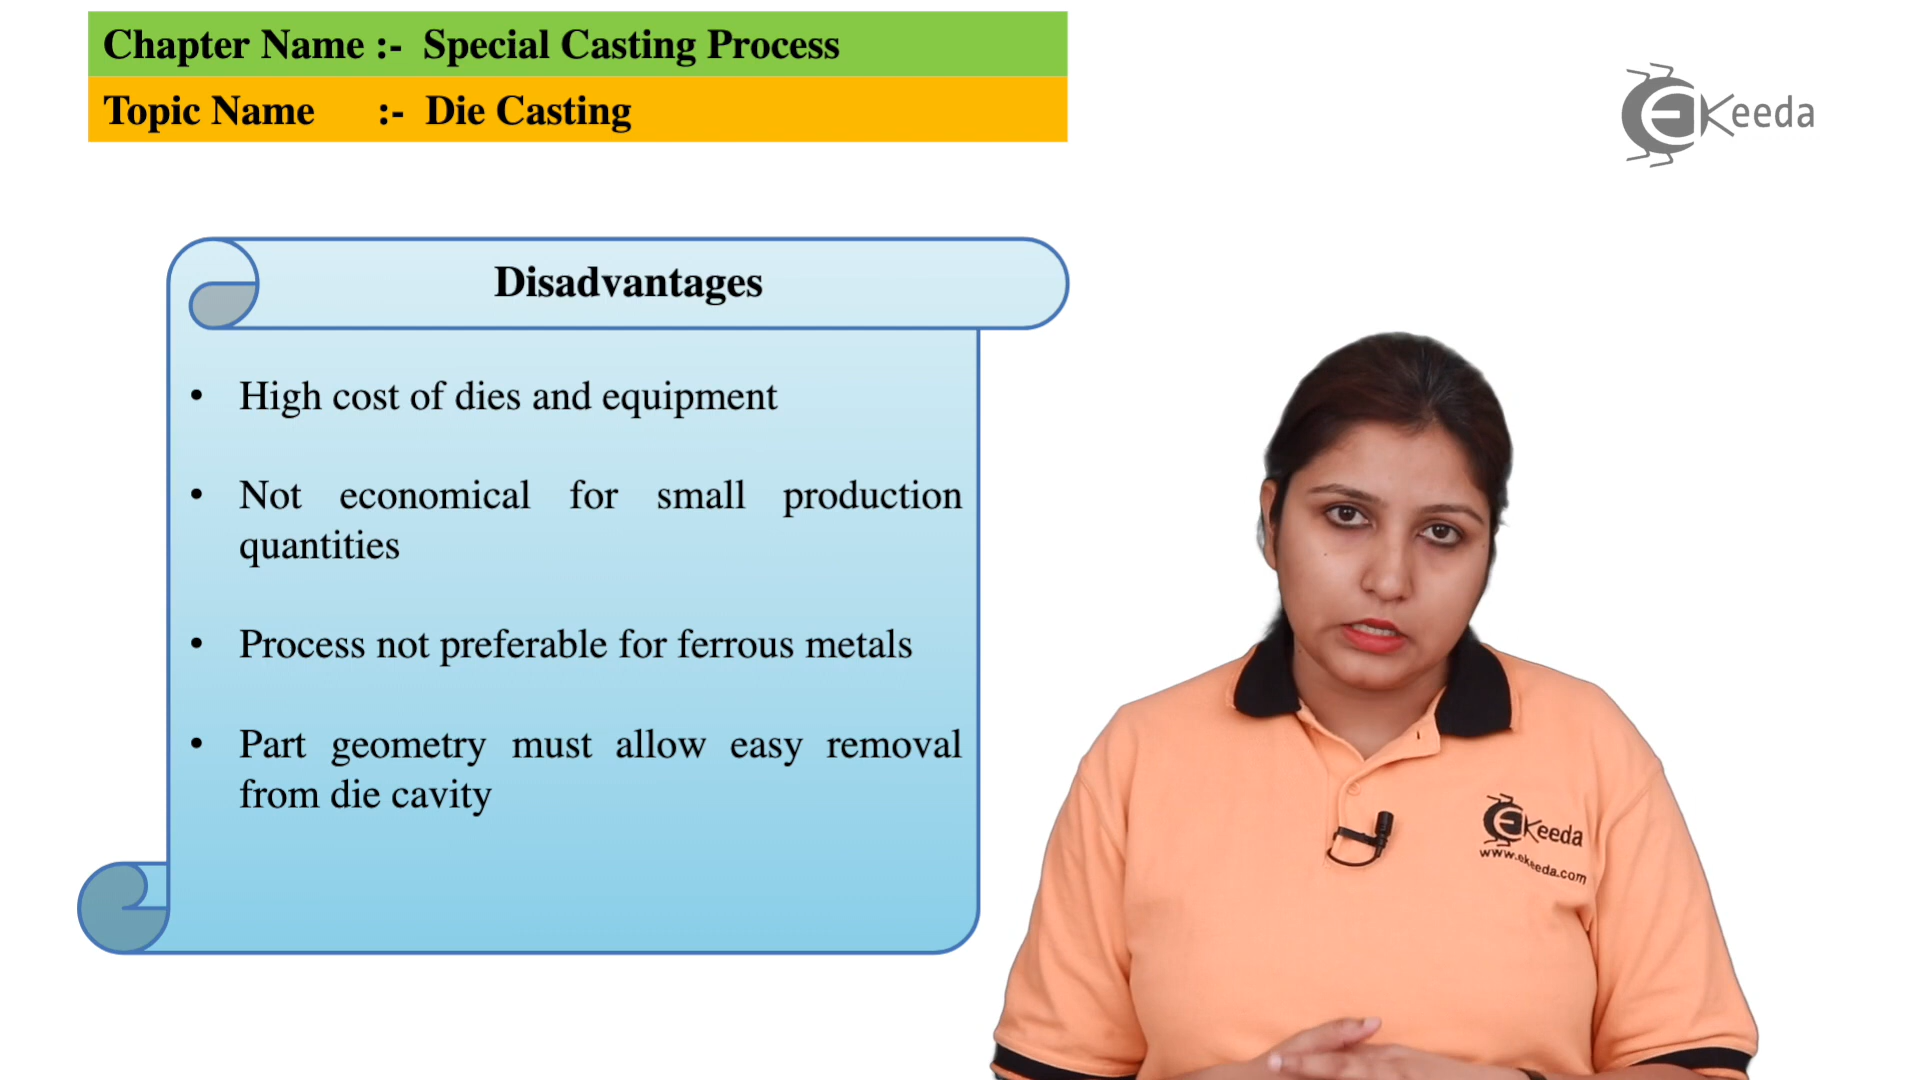 Chapter Name :- Special Casting Process
Topic Name :- Die Casting
eKeeda
Disadvantages
• High cost of dies and equipment
• Not economical for small production
quantities
• Process not preferable for ferrous metals
• Part geometry must allow easy removal
from die cavity
eKeeda
www.ekeeda.com